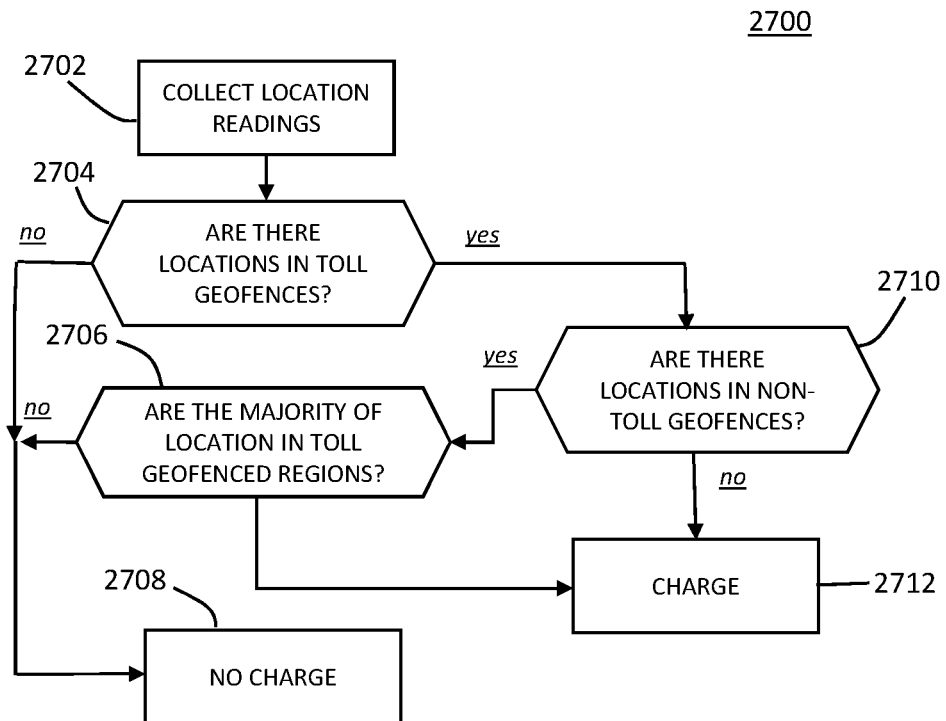 2700
2702
COLLECT LOCATION
READINGS
2704
no
ARE THERE
LOCATIONS IN TOLL
GEOFENCES?
yes
2710
ARE THERE
LOCATIONS IN NON-
TOLL GEOFENCES?
yes
no
2706
no
ARE THE MAJORITY OF
LOCATION IN TOLL
GEOFENCED REGIONS?
CHARGE
2712
2708
NO CHARGE